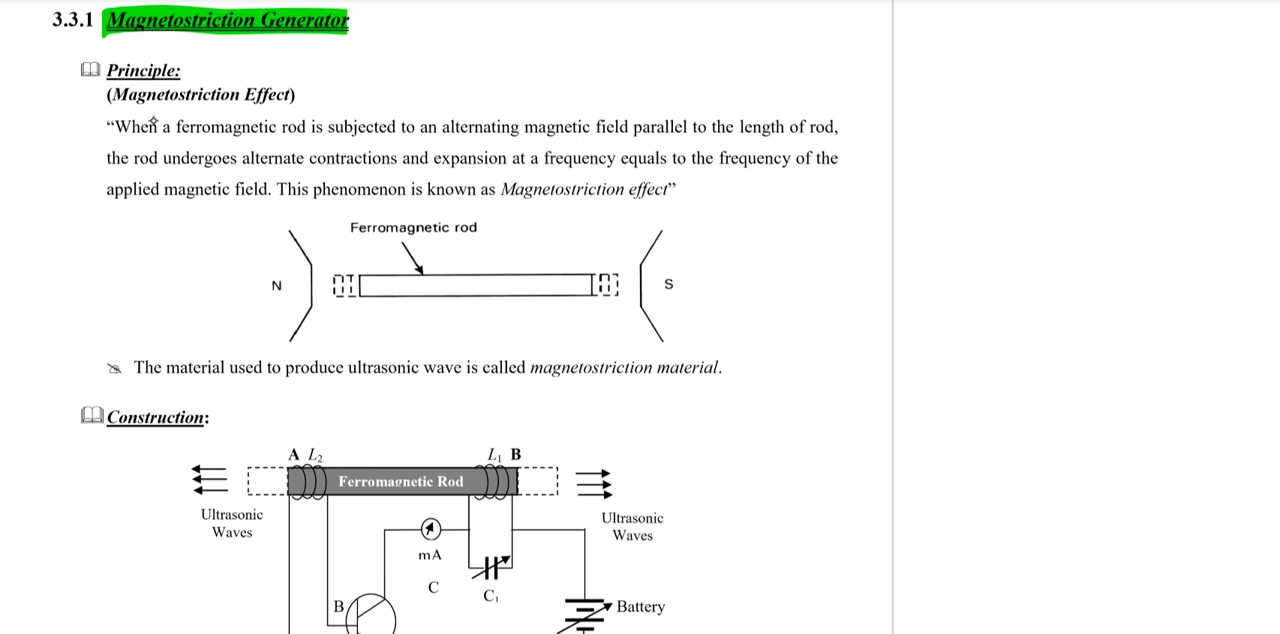 3.3.1 Magnetostriction Generator
Principle:
(Magnetostriction Effect)
“When a ferromagnetic rod is subjected to an alternating magnetic field parallel to the length of rod,
the rod undergoes alternate contractions and expansion at a frequency equals to the frequency of the
applied magnetic field. This phenomenon is known as Magnetostriction effect”
Ferromagnetic rod
N
S
The material used to produce ultrasonic wave is called magnetostriction material.
Construction:
A L₂
L₁ B
Ferromagnetic Rod
Ultrasonic
Waves
Ultrasonic
Waves
mA
C
C₁
B
Battery